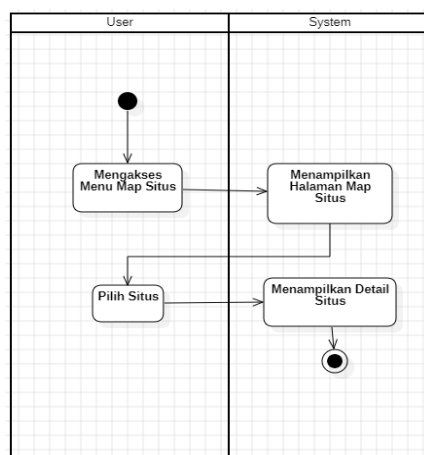 User
System
Mengakses
Menu Map Situs
Menampilkan
Halaman Map
Situs
Pilih Situs
Menampilkan Detail
Situs